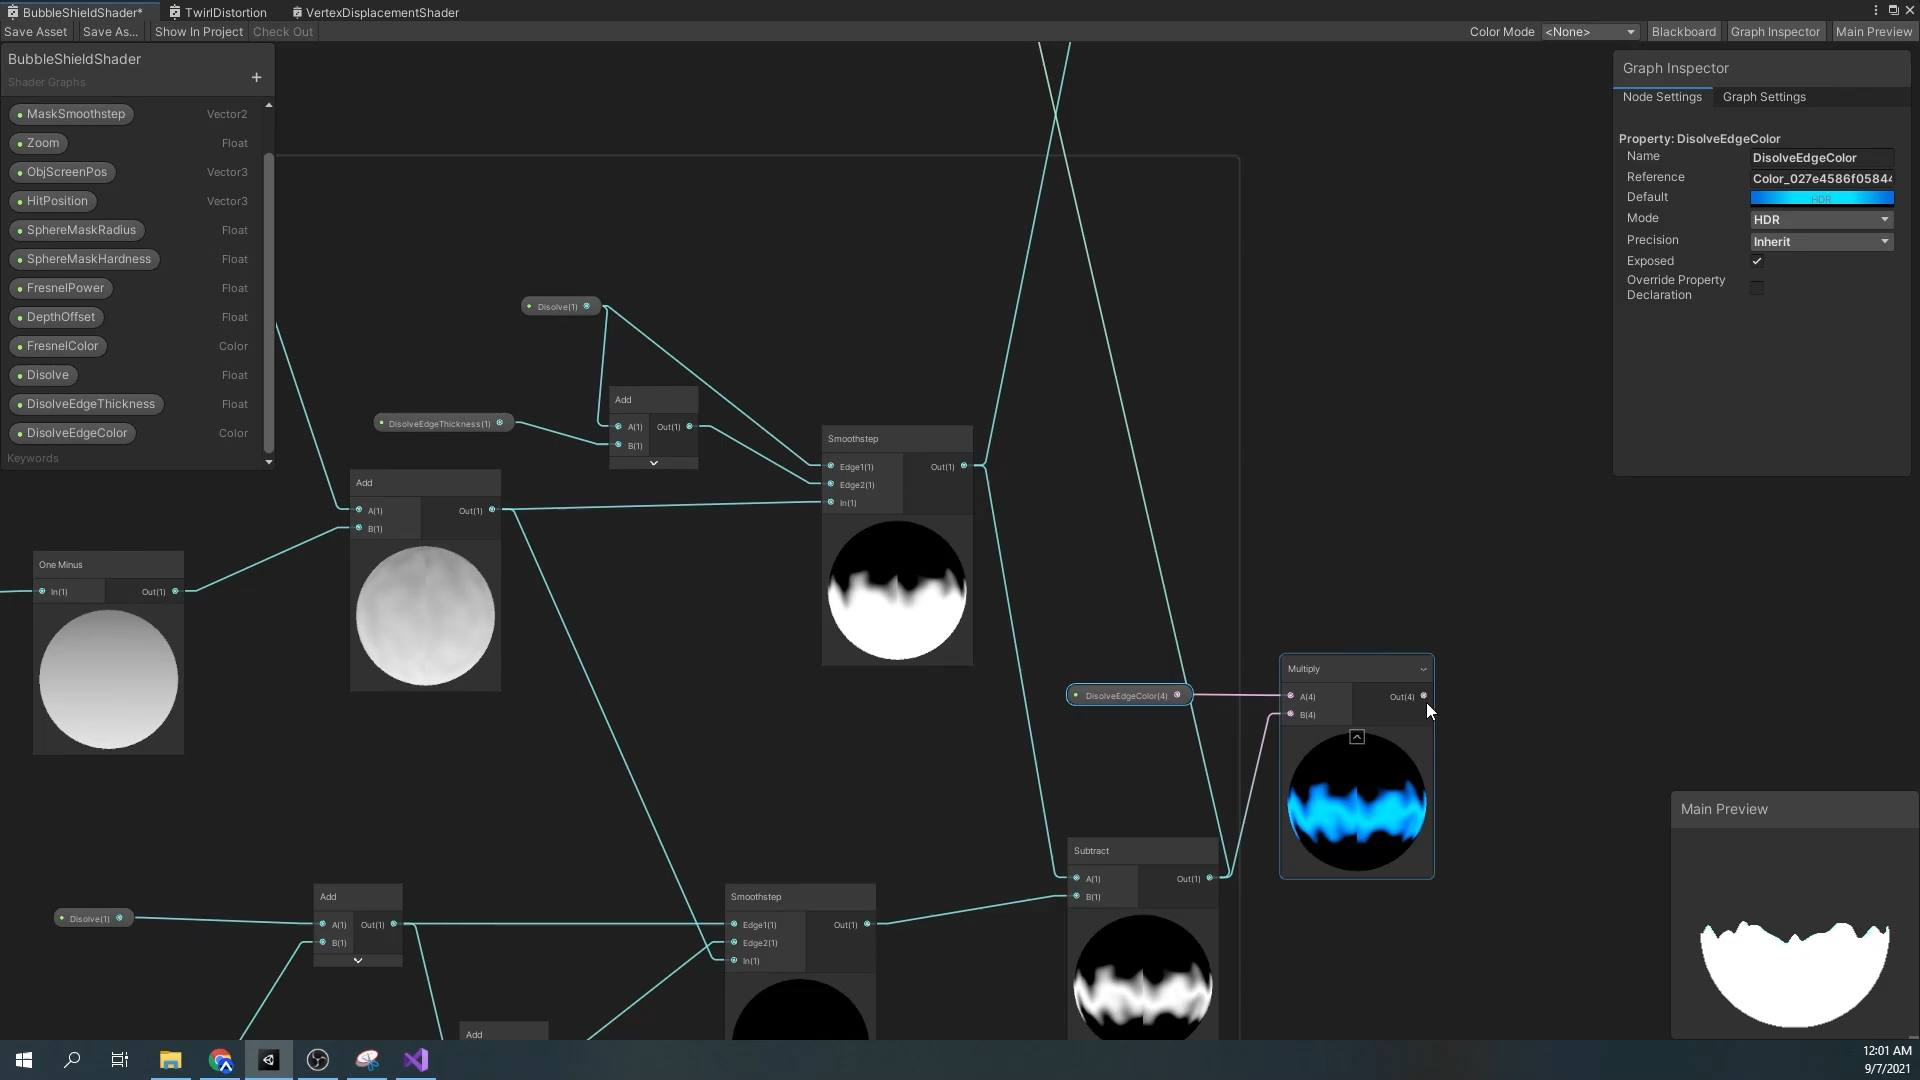 BubbleShieldShader*
TwirlDistortion
VertexDisplacementShader
Save Asset
Save As...
Show In Project
Check Out
Color Mode
<None>
Blackboard
Graph Inspector
Main Preview
BubbleShieldShader
Shader Graphs
+
MaskSmoothstep Vector2
Zoom Float
ObjScreenPos Vector3
HitPosition Vector3
SphereMaskRadius Float
SphereMaskHardness Float
FresnelPower Float
DepthOffset Float
FresnelColor Color
Disolve Float
DisolveEdgeThickness Float
DisolveEdgeColor Color
Keywords
Graph Inspector
Node Settings
Graph Settings
Property: DisolveEdgeColor
Name DisolveEdgeColor
Reference Color_027e4586f0584
Default HDR
Mode HDR
Precision Inherit
Exposed
Override Property
Declaration
Disolve(1)
DisolveEdgeThickness(1)
Add
A(1) Out(1)
B(1)
Smoothstep
Edge1(1) Out(1)
Edge2(1)
In(1)
Add
A(1) Out(1)
B(1)
One Minus
In(1) Out(1)
DisolveEdgeColor(4)
Multiply
A(4) Out(4)
B(4)
Subtract
A(1) Out(1)
B(1)
Disolve(1)
Add
A(1) Out(1)
B(1)
Smoothstep
Edge1(1) Out(1)
Edge2(1)
In(1)
Add
Main Preview
12:01 AM
9/7/2021